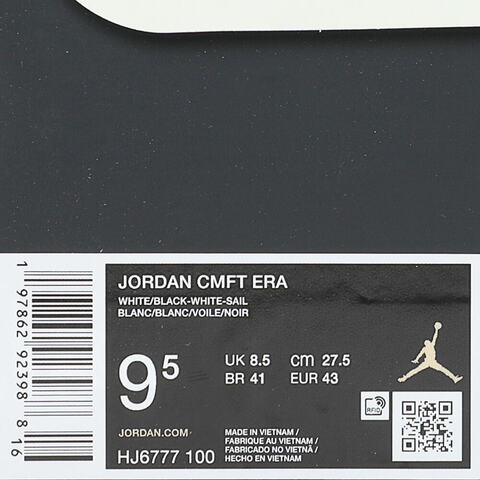 JORDAN CMFT ERA
WHITE/BLACK-WHITE-SAIL
BLANC/BLANC/VOILE/NOIR
9⁵
UK 8.5 cm 27.5
BR 41 EUR 43
RFID
JORDAN.COM
HJ6777 100
MADE IN VIETNAM /
FABRIQUE AU VIETNAM /
FABRICADO NO VIETNÃ /
HECHO EN VIETNAM
1 97862 92398 8 16